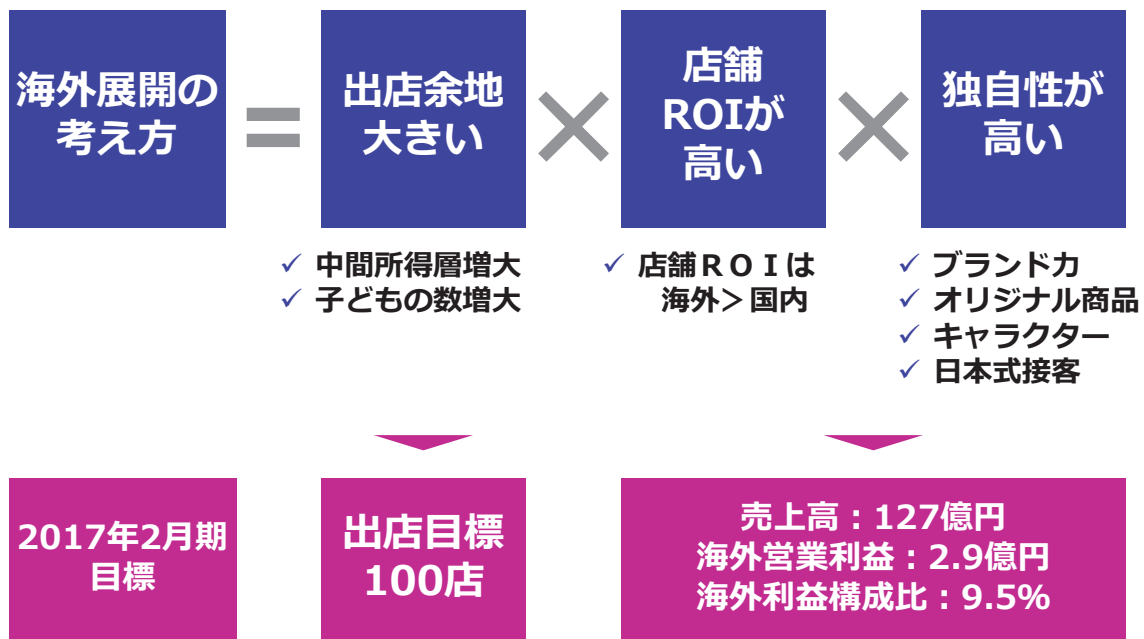 海外展開の
考え方
=
出店余地
大きい
×
店舗
ROIが
高い
×
独自性が
高い
✓ 中間所得層増大
✓ 子どもの数増大
✓ 店舗ＲＯＩは
海外＞国内
✓ ブランド力
✓ オリジナル商品
✓ キャラクター
✓ 日本式接客
2017年2月期
目標
出店目標
100店
売上高：127億円
海外営業利益：2.9億円
海外利益構成比：9.5%